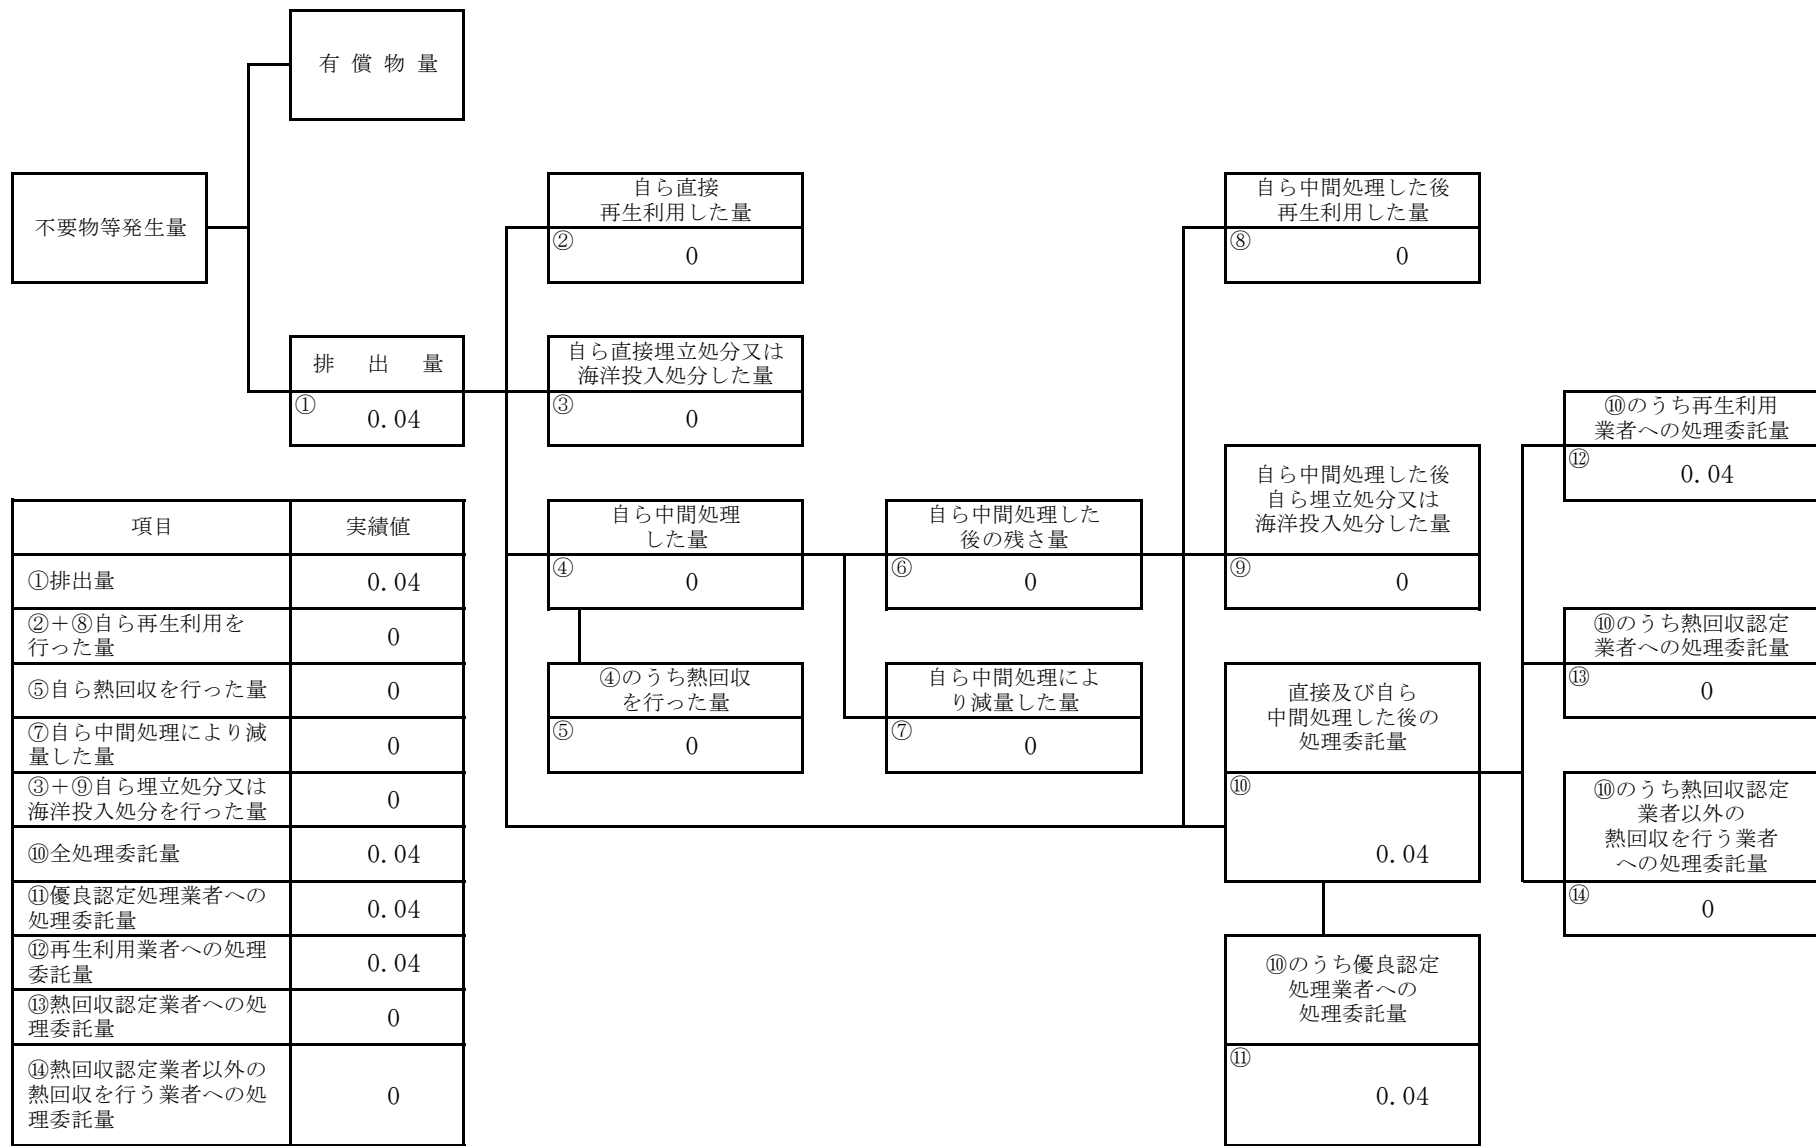 有償物量
不要物等発生量
排出量
①
0.04
自ら直接
再生利用した量
②
0
自ら直接埋立処分又は
海洋投入処分した量
③
0
自ら中間処理
した量
④
0
④のうち熱回収
を行った量
⑤
0
自ら中間処理した
後の残さ量
⑥
0
自ら中間処理によ
り減量した量
⑦
0
自ら中間処理した後
再生利用した量
⑧
0
自ら中間処理した後
自ら埋立処分又は
海洋投入処分した量
⑨
0
直接及び自ら
中間処理した後の
処理委託量
⑩
0.04
⑩のうち優良認定
処理業者への
処理委託量
⑪
0.04
⑩のうち再生利用
業者への処理委託量
⑫
0.04
⑩のうち熱回収認定
業者への処理委託量
⑬
0
⑩のうち熱回収認定
業者以外の
熱回収を行う業者
への処理委託量
⑭
0
項目 実績値
①排出量 0.04
②＋⑧自ら再生利用を
行った量
0
⑤自ら熱回収を行った量 0
⑦自ら中間処理により減
量した量
0
③＋⑨自ら埋立処分又は
海洋投入処分を行った量
0
⑩全処理委託量 0.04
⑪優良認定処理業者への
処理委託量
0.04
⑫再生利用業者への処理
委託量
0.04
⑬熱回収認定業者への処
理委託量
0
⑭熱回収認定業者以外の
熱回収を行う業者への処
理委託量
0